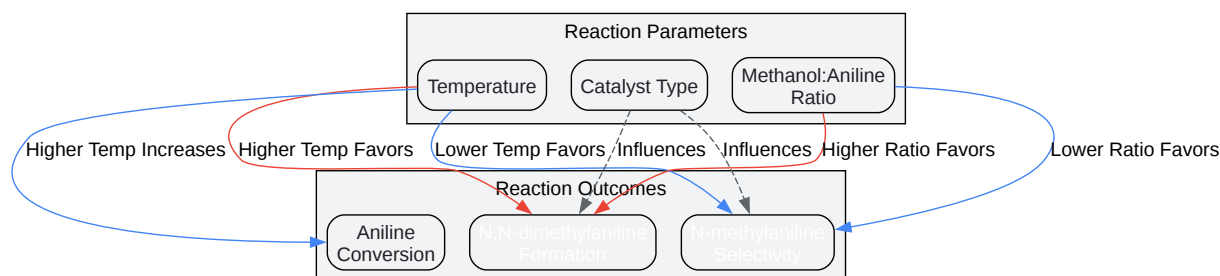 Reaction Parameters
Temperature
Catalyst Type
Methanol:Aniline
Ratio
Higher Temp Increases
Higher Temp Favors
Lower Temp Favors
Influences
Influences
Higher Ratio Favors
Lower Ratio Favors
Reaction Outcomes
Aniline
Conversion
N,N-dimethylaniline
Formation
N-methylaniline
Selectivity